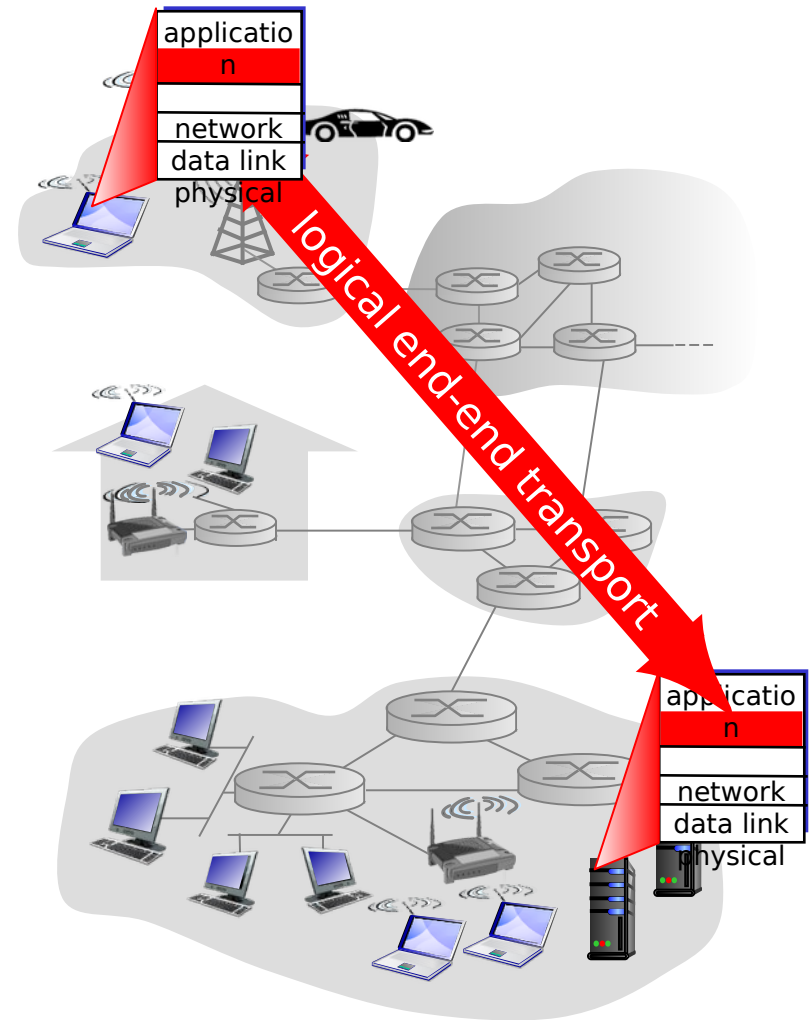 applicatio
n
network
data link
physical
logical end-end transport
applicatio
n
network
data link
physical